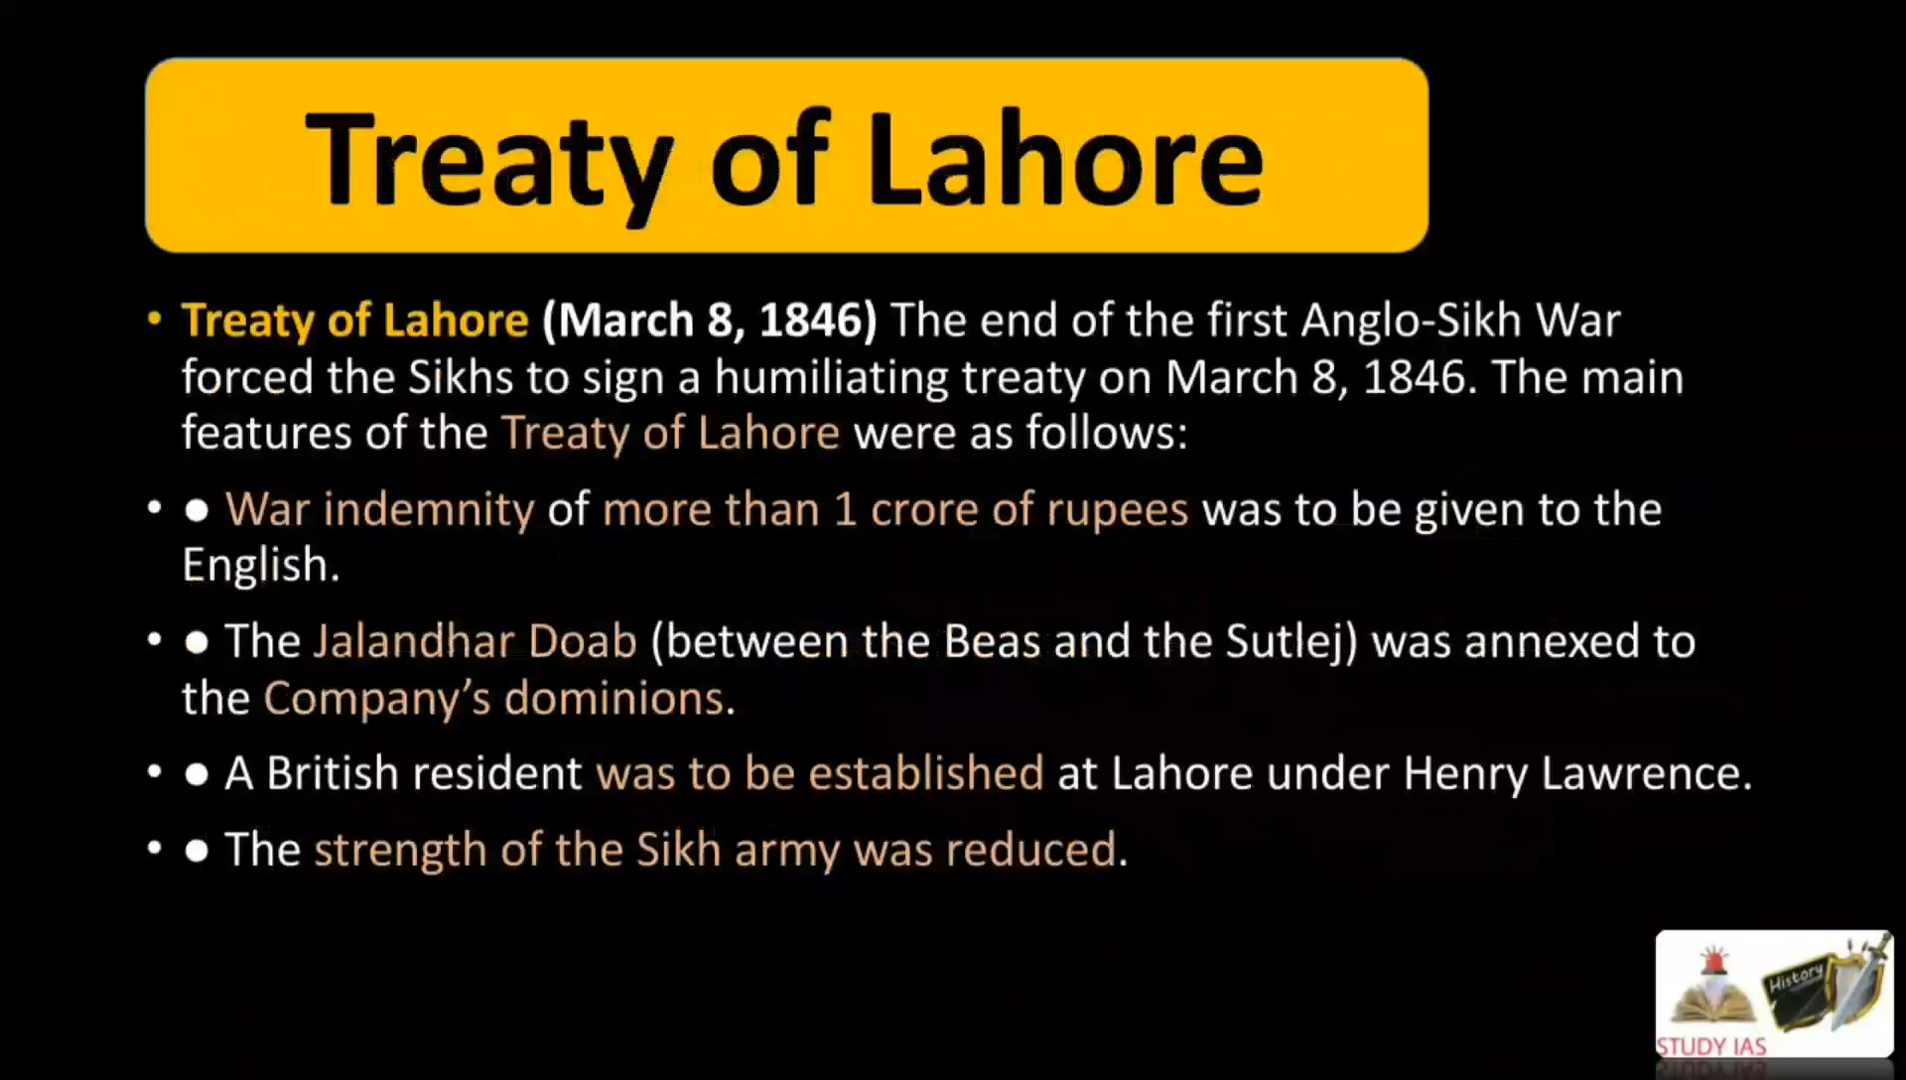 Treaty of Lahore
• Treaty of Lahore (March 8, 1846) The end of the first Anglo-Sikh War
forced the Sikhs to sign a humiliating treaty on March 8, 1846. The main
features of the Treaty of Lahore were as follows:
• ● War indemnity of more than 1 crore of rupees was to be given to the
English.
• ● The Jalandhar Doab (between the Beas and the Sutlej) was annexed to
the Company’s dominions.
• ● A British resident was to be established at Lahore under Henry Lawrence.
• ● The strength of the Sikh army was reduced.
History
STUDY IAS